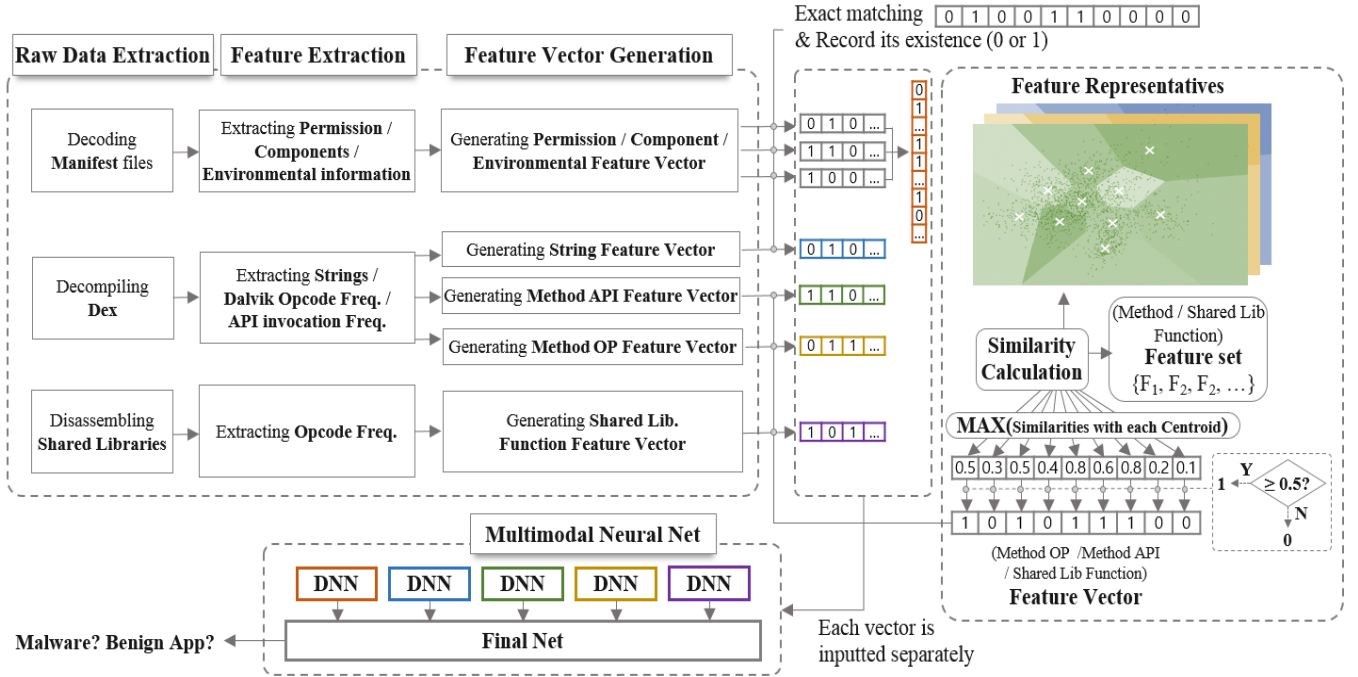 Exact matching 0 1 0 0 1 1 0 0 0 0
& Record its existence (0 or 1)
Raw Data Extraction
Feature Extraction
Feature Vector Generation
Decoding
Manifest files
Extracting Permission /
Components /
Environmental information
Generating Permission / Component /
Environmental Feature Vector
0 1 0 ...
1 1 0 ...
1 0 0 ...
0
1
...
1
1
...
1
0
...
Decompiling
Dex
Extracting Strings /
Dalvik Opcode Freq. /
API invocation Freq.
Generating String Feature Vector
0 1 0 ...
Generating Method API Feature Vector
1 1 0 ...
Generating Method OP Feature Vector
0 1 1 ...
Disassembling
Shared Libraries
Extracting Opcode Freq.
Generating Shared Lib.
Function Feature Vector
1 0 1 ...
Feature Representatives
Similarity
Calculation
(Method / Shared Lib
Function)
Feature set
{F1, F2, F2, …}
MAX(Similarities with each Centroid)
0.5 0.3 0.5 0.4 0.8 0.6 0.8 0.2 0.1
≥ 0.5?
Y
1
N
0
1 0 1 0 1 1 1 0 0
(Method OP /Method API
/ Shared Lib Function)
Feature Vector
Multimodal Neural Net
DNN DNN DNN DNN DNN
Final Net
Malware? Benign App?
Each vector is
inputted separately